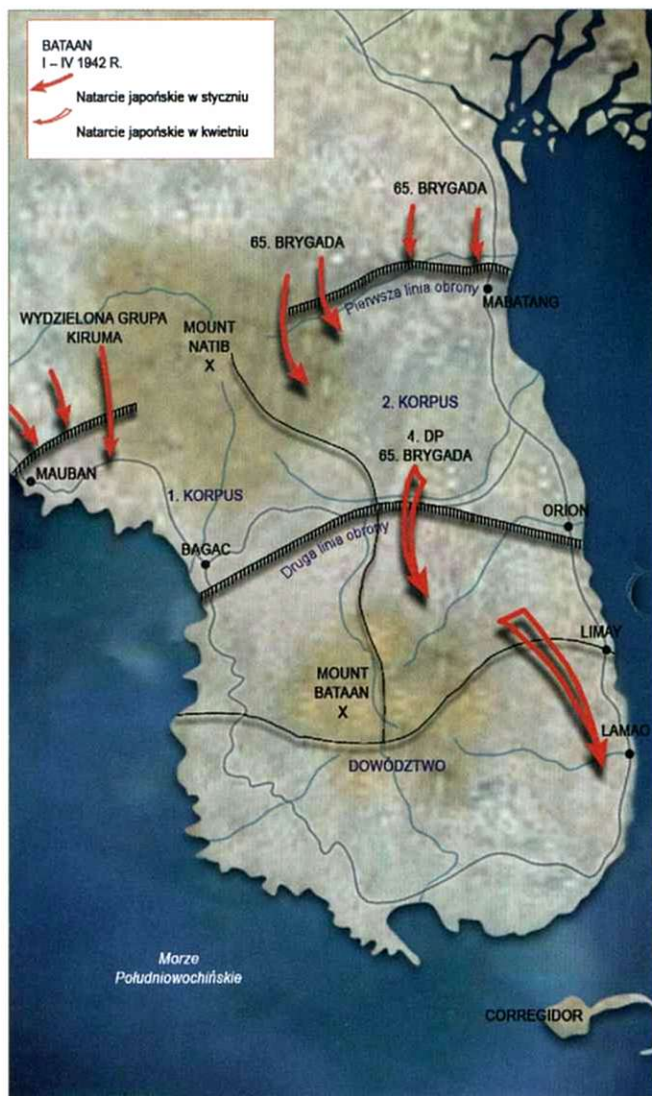 BATAAN
I – IV 1942 R.
Natarcie japońskie w styczniu
Natarcie japońskie w kwietniu
65. BRYGADA
65. BRYGADA
Pierwsza linia obrony
MABATANG
WYDZIELONA GRUPA
KIRUMA
MOUNT
NATIB
X
2. KORPUS
4. DP
65. BRYGADA
MAUBAN
1. KORPUS
ORION
BAGAC
Druga linia obrony
LIMAY
MOUNT
BATAAN
X
LAMAO
DOWÓDZTWO
Morze
Południowochińskie
CORREGIDOR